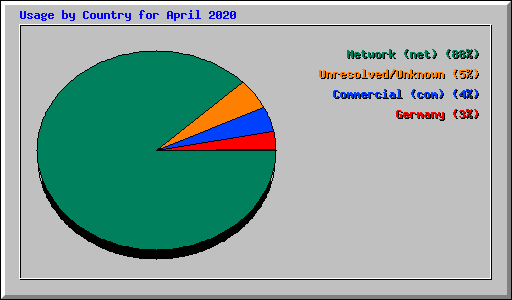 Usage by Country for April 2020
Network (net) (88%)
Unresolved/Unknown (5%)
Commercial (com) (4%)
Germany (3%)